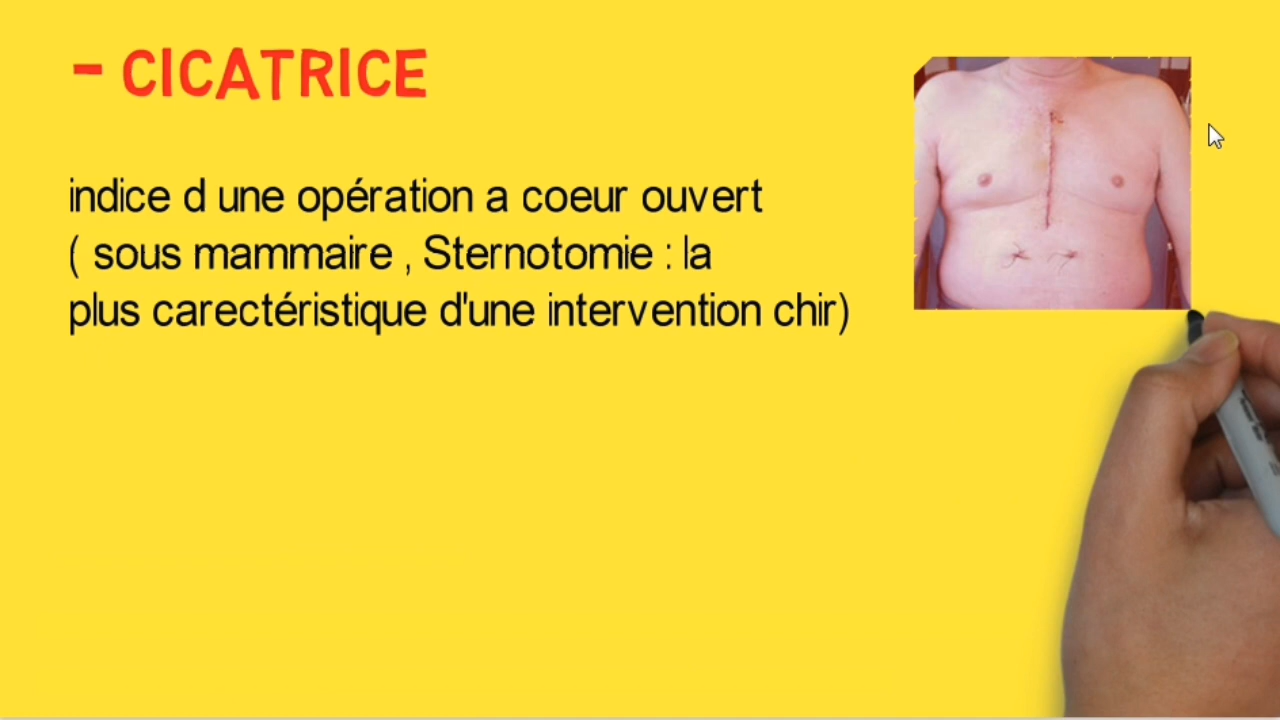 - CICATRICE
indice d une opération a coeur ouvert
( sous mammaire , Sternotomie : la
plus carectéristique d'une intervention chir)